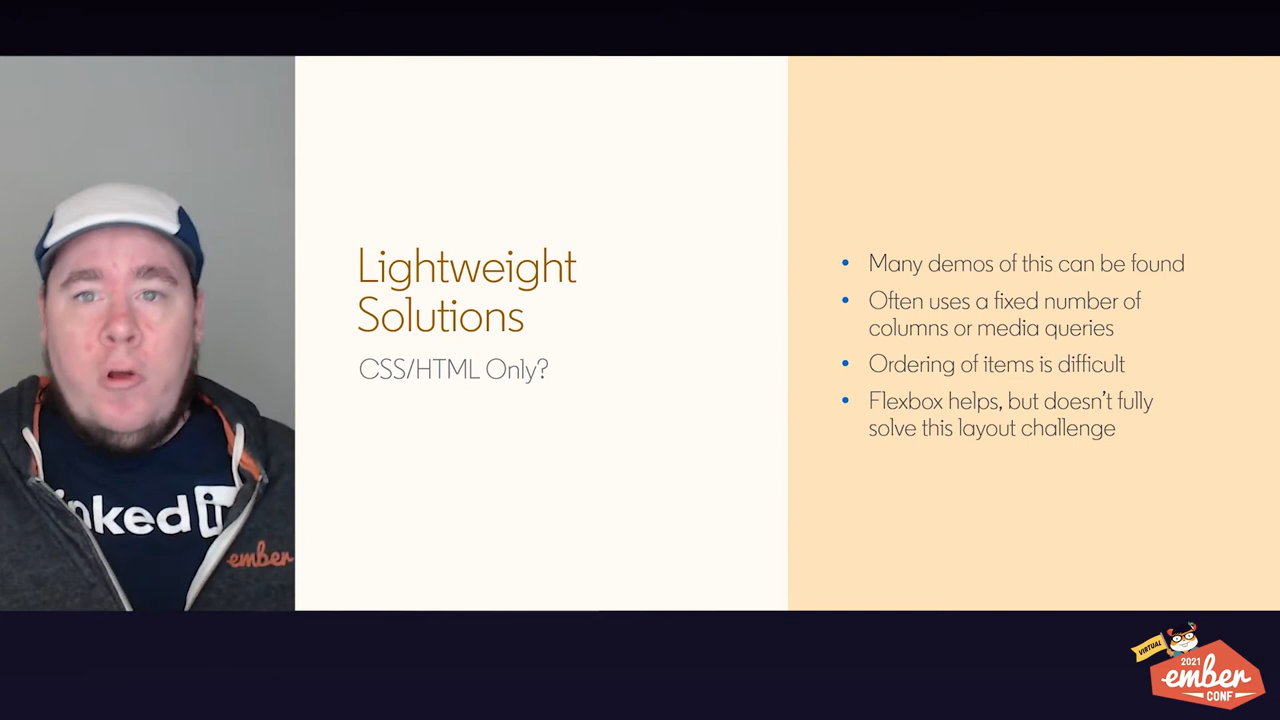 Lightweight
Solutions
CSS/HTML Only?
• Many demos of this can be found
• Often uses a fixed number of
columns or media queries
• Ordering of items is difficult
• Flexbox helps, but doesn't fully
solve this layout challenge
inked in
ember
VIRTUAL
2021
ember
CONF